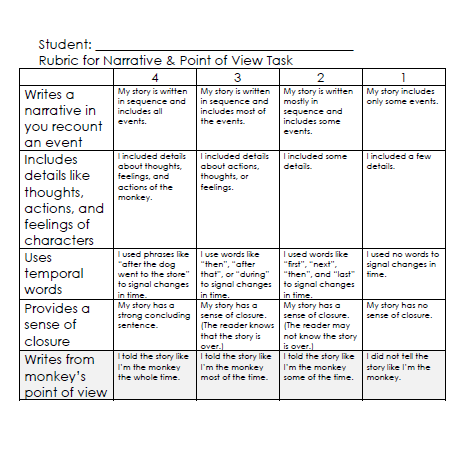 Student: ______________________________
Rubric for Narrative & Point of View Task
4 3 2 1
Writes a
narrative in
you recount
an event
My story is written
in sequence and
includes all
events.
My story is written
in sequence and
includes most of
the events.
My story is written
mostly in
sequence and
includes some
events.
My story includes
only some events.
Includes
details like
thoughts,
actions, and
feelings of
characters
I included details
about thoughts,
feelings, and
actions of the
monkey.
I included details
about actions,
thoughts, or
feelings.
I included some
details.
I included a few
details.
Uses
temporal
words
I used phrases like
"after the dog
went to the store"
to signal changes
in time.
I use words like
"then", "after
that", or "during"
to signal changes
in time.
I used words like
"first", "next",
"then", and "last"
to signal changes
in time.
I used no words to
signal changes in
time.
Provides a
sense of
closure
My story has a
strong concluding
sentence.
My story has a
sense of closure.
(The reader knows
that the story is
over.)
My story has a
sense of closure.
(The reader may
not know the story
is over.)
My story has no
sense of closure.
Writes from
monkey's
point of view
I told the story like
I'm the monkey
the whole time.
I told the story like
I'm the monkey
most of the time.
I told the story like
I'm the monkey
some of the time.
I did not tell the
story like I'm the
monkey.